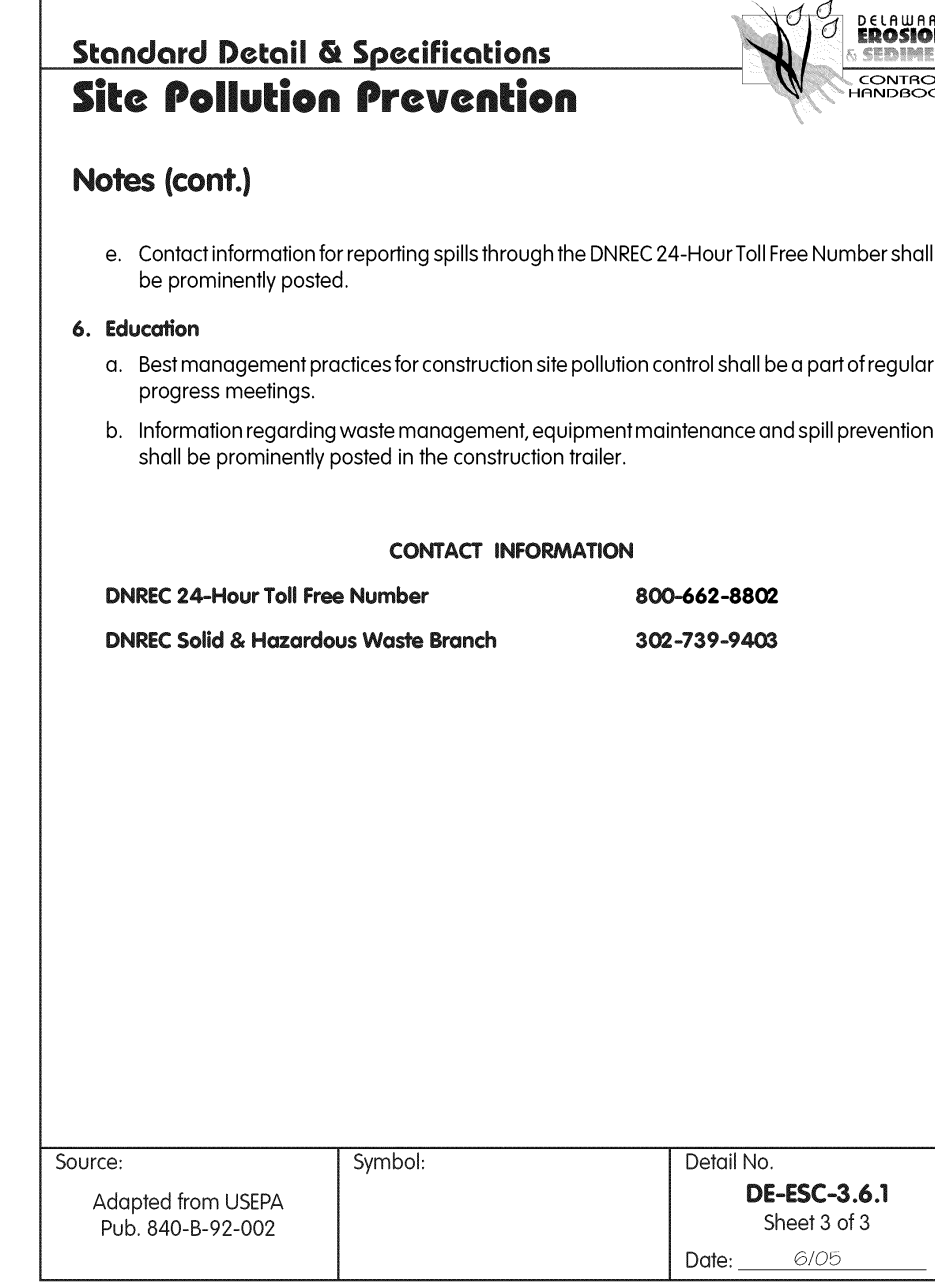 Standard Detail & Specifications
Site Pollution Prevention
EROSION
& SEDIME
CONTRO
HANDBOO
Notes (cont.)
e. Contact information for reporting spills through the DNREC 24-Hour Toll Free Number shall
be prominently posted.
6. Education
a. Best management practices for construction site pollution control shall be a part of regular
progress meetings.
b. Information regarding waste management, equipment maintenance and spill prevention
shall be prominently posted in the construction trailer.
CONTACT INFORMATION
DNREC 24-Hour Toll Free Number 800-662-8802
DNREC Solid & Hazardous Waste Branch 302-739-9403
Source:
Adapted from USEPA
Pub. 840-B-92-002
Symbol:
Detail No.
DE-ESC-3.6.1
Sheet 3 of 3
Date: 6/05